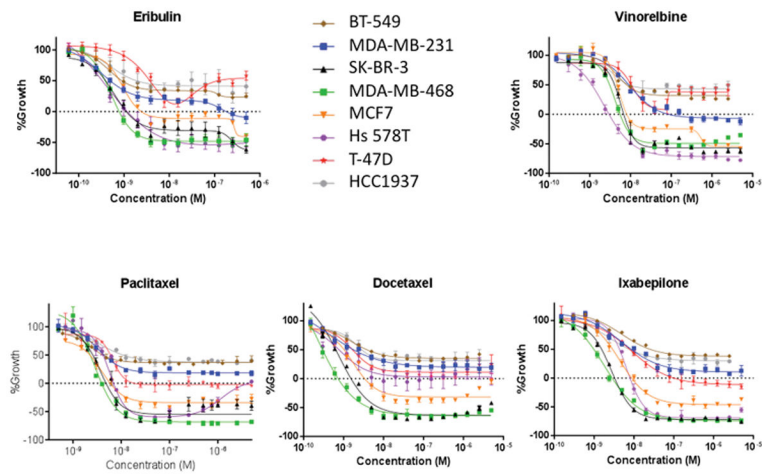 Eribulin
100
50
0
-50
-100
%Growth
10-10 10-9 10-8 10-7 10-6
Concentration (M)
BT-549
MDA-MB-231
SK-BR-3
MDA-MB-468
MCF7
Hs 578T
T-47D
HCC1937
Vinorelbine
100
50
0
-50
-100
%Growth
10-10 10-9 10-8 10-7 10-6 10-5
Concentration (M)
Paclitaxel
100
50
0
-50
-100
%Growth
10-9 10-8 10-7 10-6
Concentration (M)
Docetaxel
100
50
0
-50
-100
%Growth
10-10 10-9 10-8 10-7 10-6 10-5
Concentration (M)
Ixabepilone
100
50
0
-50
-100
%Growth
10-10 10-9 10-8 10-7 10-6 10-5
Concentration (M)